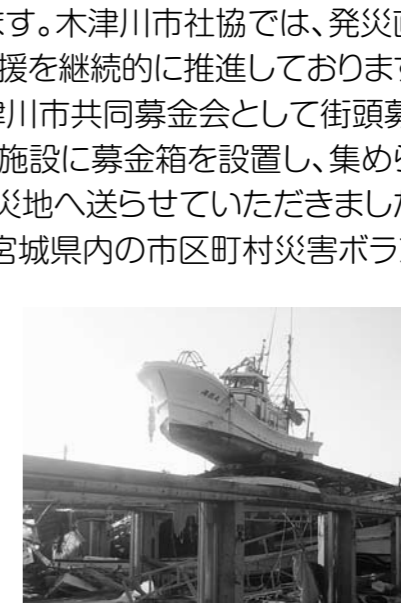 ます。木津川市社協では、発災直
援を継続的に推進しております
津川市共同募金会として街頭募
施設に募金箱を設置し、集めら
災地へ送らせていただきました
宮城県内の市区町村災害ボラン